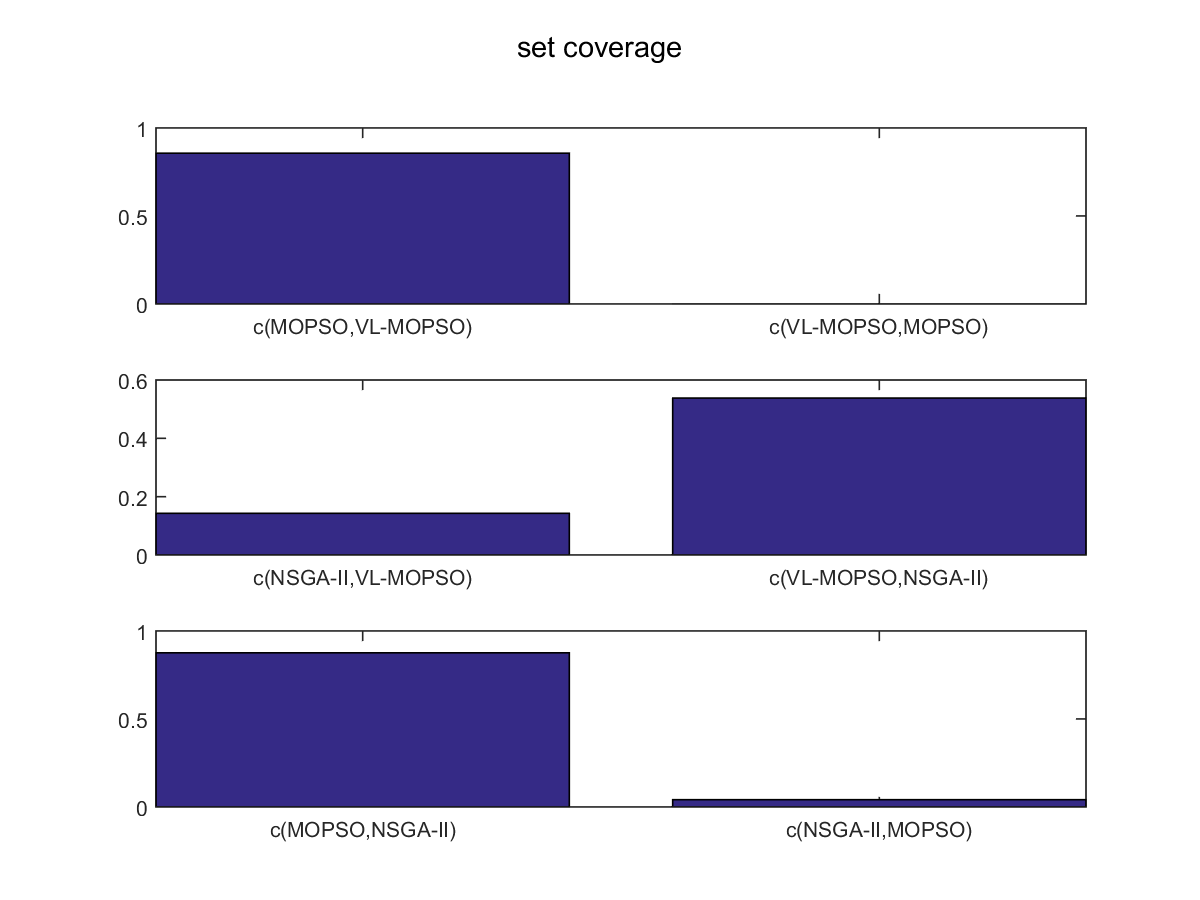 set coverage
1
0.5
0
c(MOPSO,VL-MOPSO) c(VL-MOPSO,MOPSO)
0.6
0.4
0.2
0
c(NSGA-II,VL-MOPSO) c(VL-MOPSO,NSGA-II)
1
0.5
0
c(MOPSO,NSGA-II) c(NSGA-II,MOPSO)